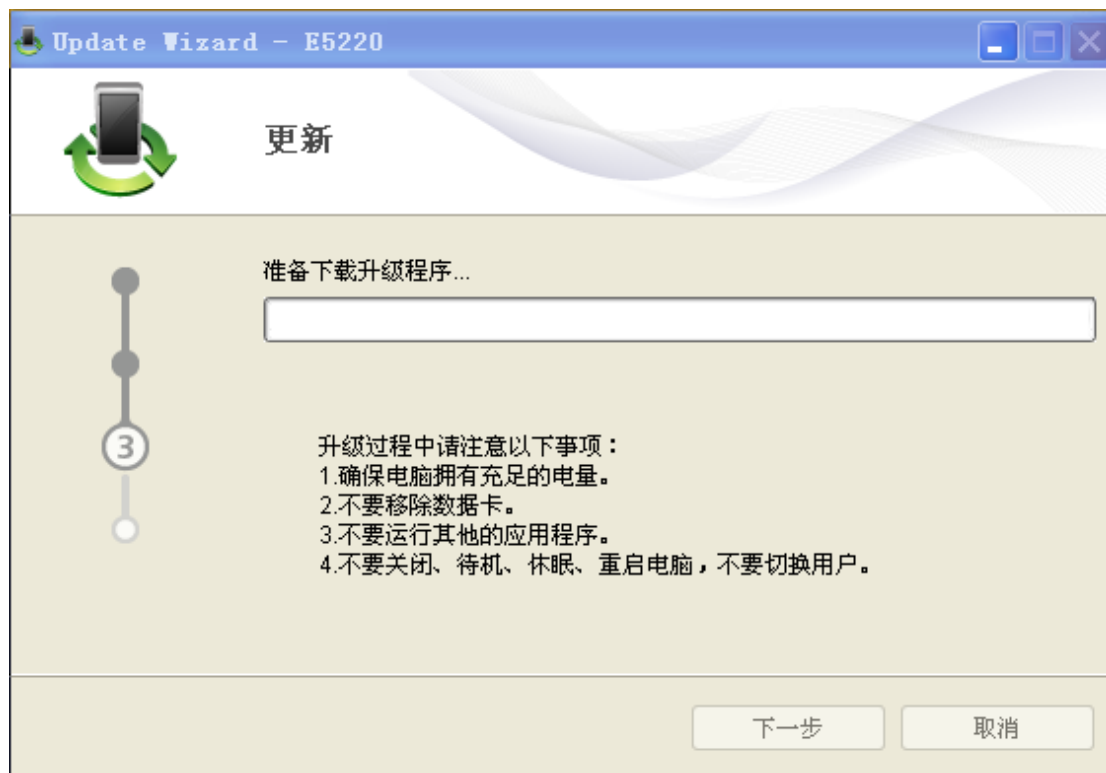 Update Wizard - E5220
更新
准备下载升级程序...
3
升级过程中请注意以下事项：
1.确保电脑拥有充足的电量。
2.不要移除数据卡。
3.不要运行其他的应用程序。
4.不要关闭、待机、休眠、重启电脑，不要切换用户。
下一步
取消